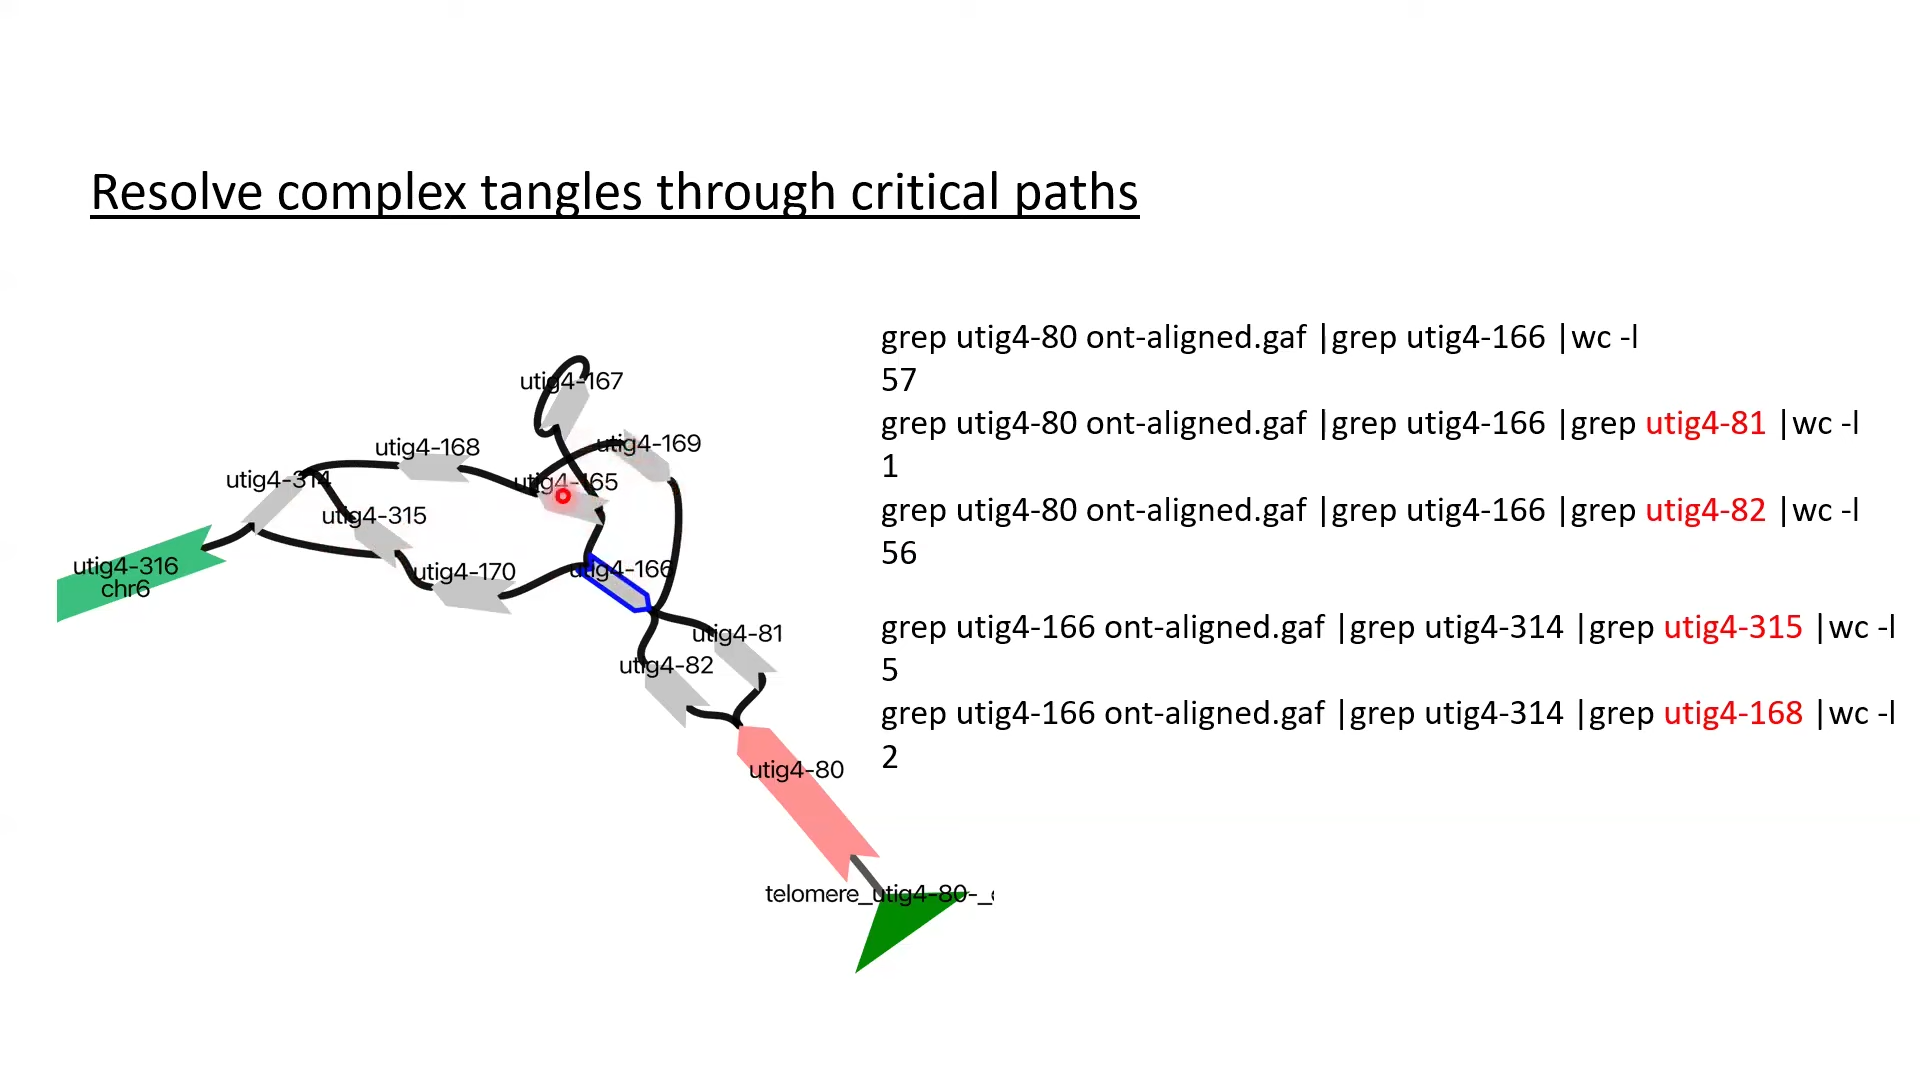 Resolve complex tangles through critical paths
grep utig4-80 ont-aligned.gaf |grep utig4-166 |wc -l
57
grep utig4-80 ont-aligned.gaf |grep utig4-166 |grep utig4-81 |wc -l
1
grep utig4-80 ont-aligned.gaf |grep utig4-166 |grep utig4-82 |wc -l
56
grep utig4-166 ont-aligned.gaf |grep utig4-314 |grep utig4-315 |wc -l
5
grep utig4-166 ont-aligned.gaf |grep utig4-314 |grep utig4-168 |wc -l
2
utig4-167
utig4-168
utig4-169
utig4-314
utig4-165
utig4-315
utig4-316
chr6
utig4-170
utig4-166
utig4-81
utig4-82
utig4-80
telomere_utig4-80-_